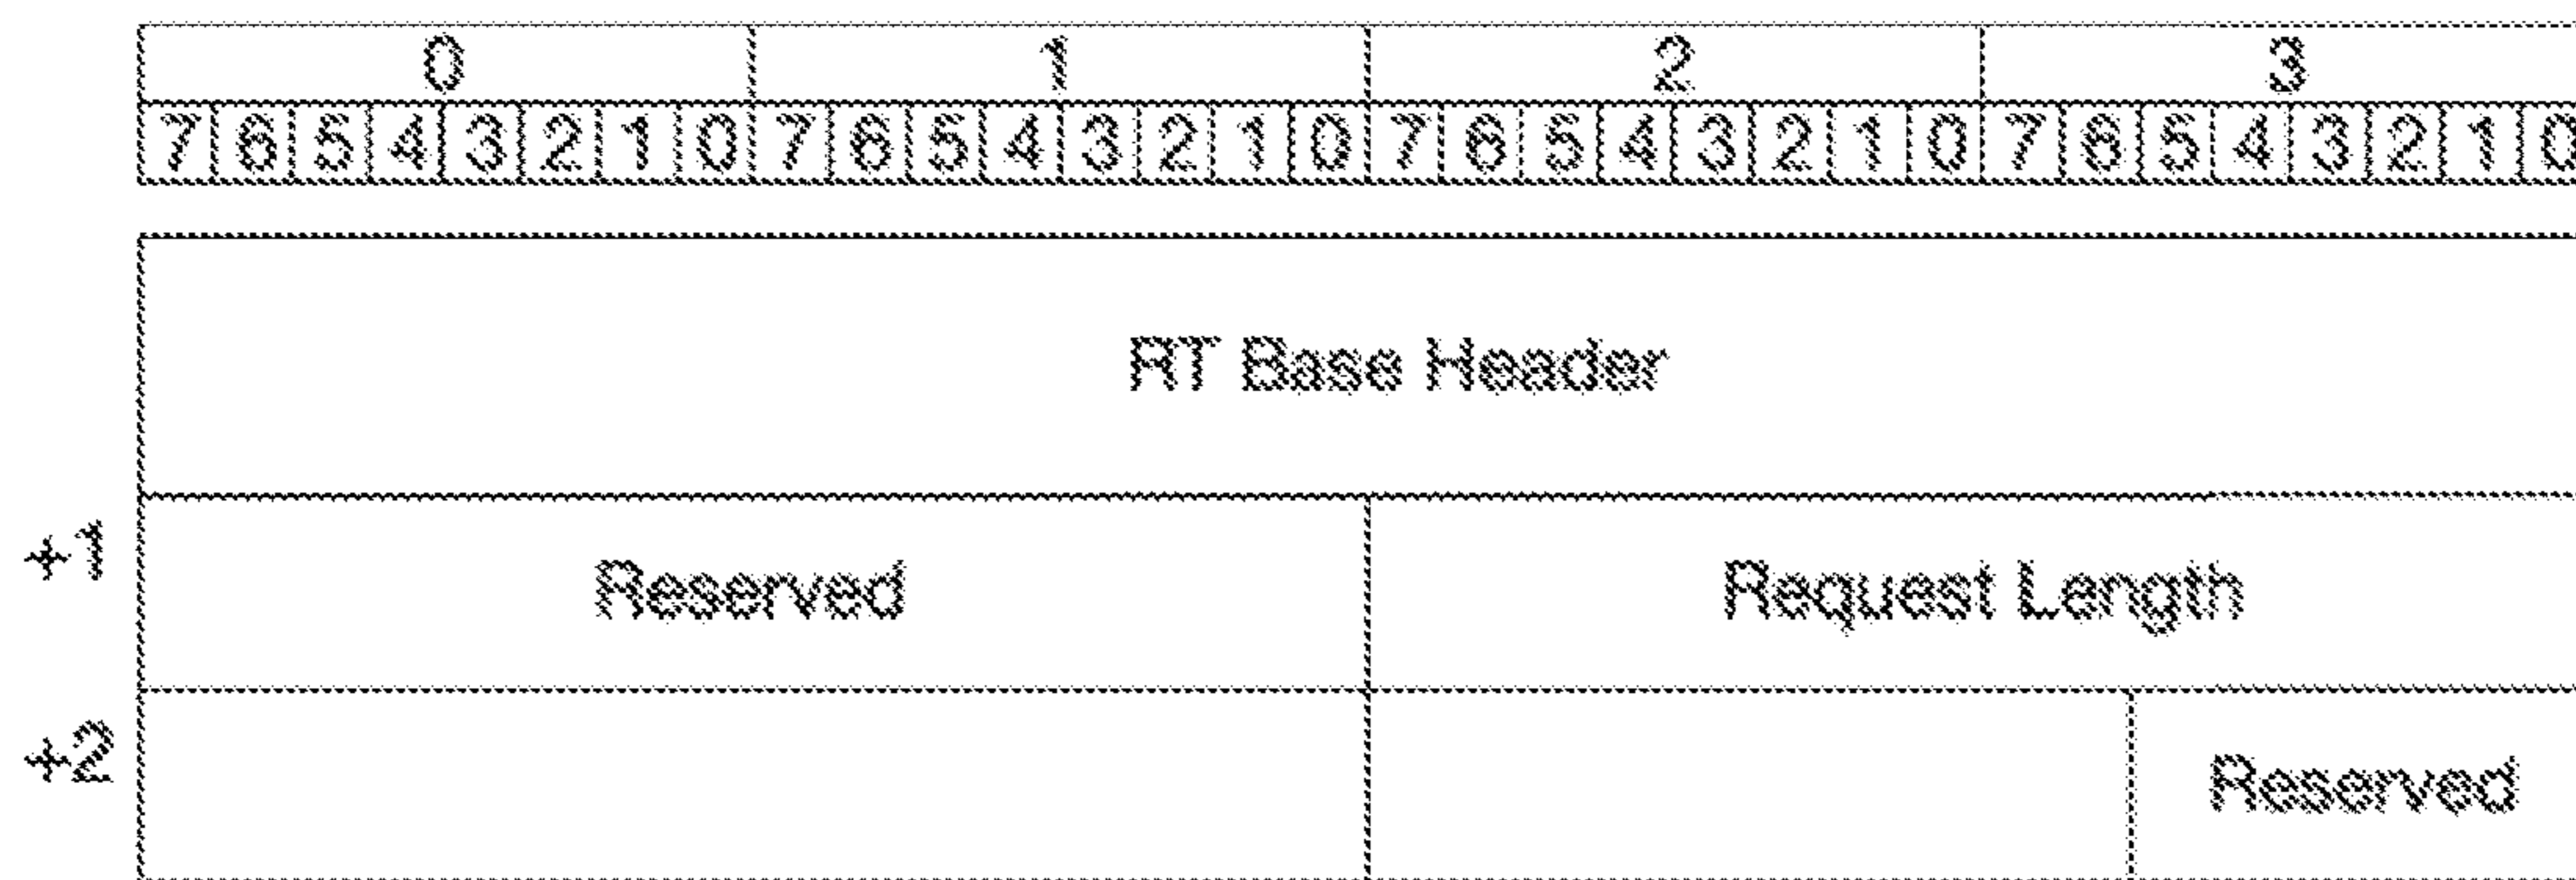 0 1 2 3
7 6 5 4 3 2 1 0 7 6 5 4 3 2 1 0 7 6 5 4 3 2 1 0 7 6 5 4 3 2 1 0
RT Base Header
+1 Reserved Request Length
+2 Reserved